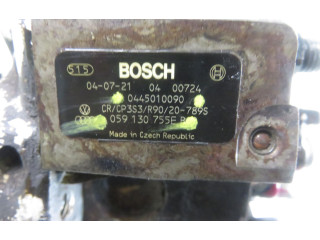 515 BOSCH
04-07-21 04 00724
0445010090
CR/CP3S3/R90/20-789S
059 130 755E
Made in Czech Republic